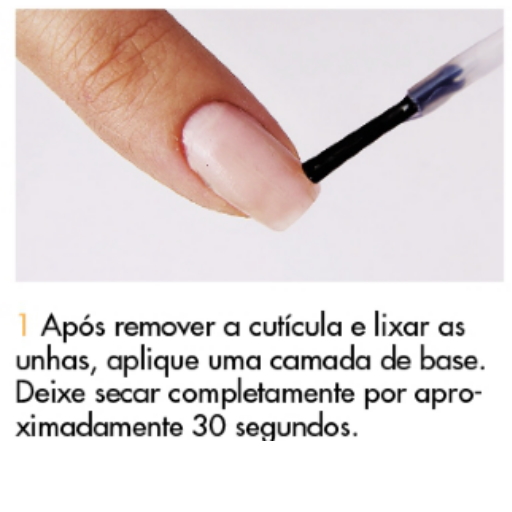 1 Após remover a cutícula e lixar as
unhas, aplique uma camada de base.
Deixe secar completamente por apro-
ximadamente 30 segundos.